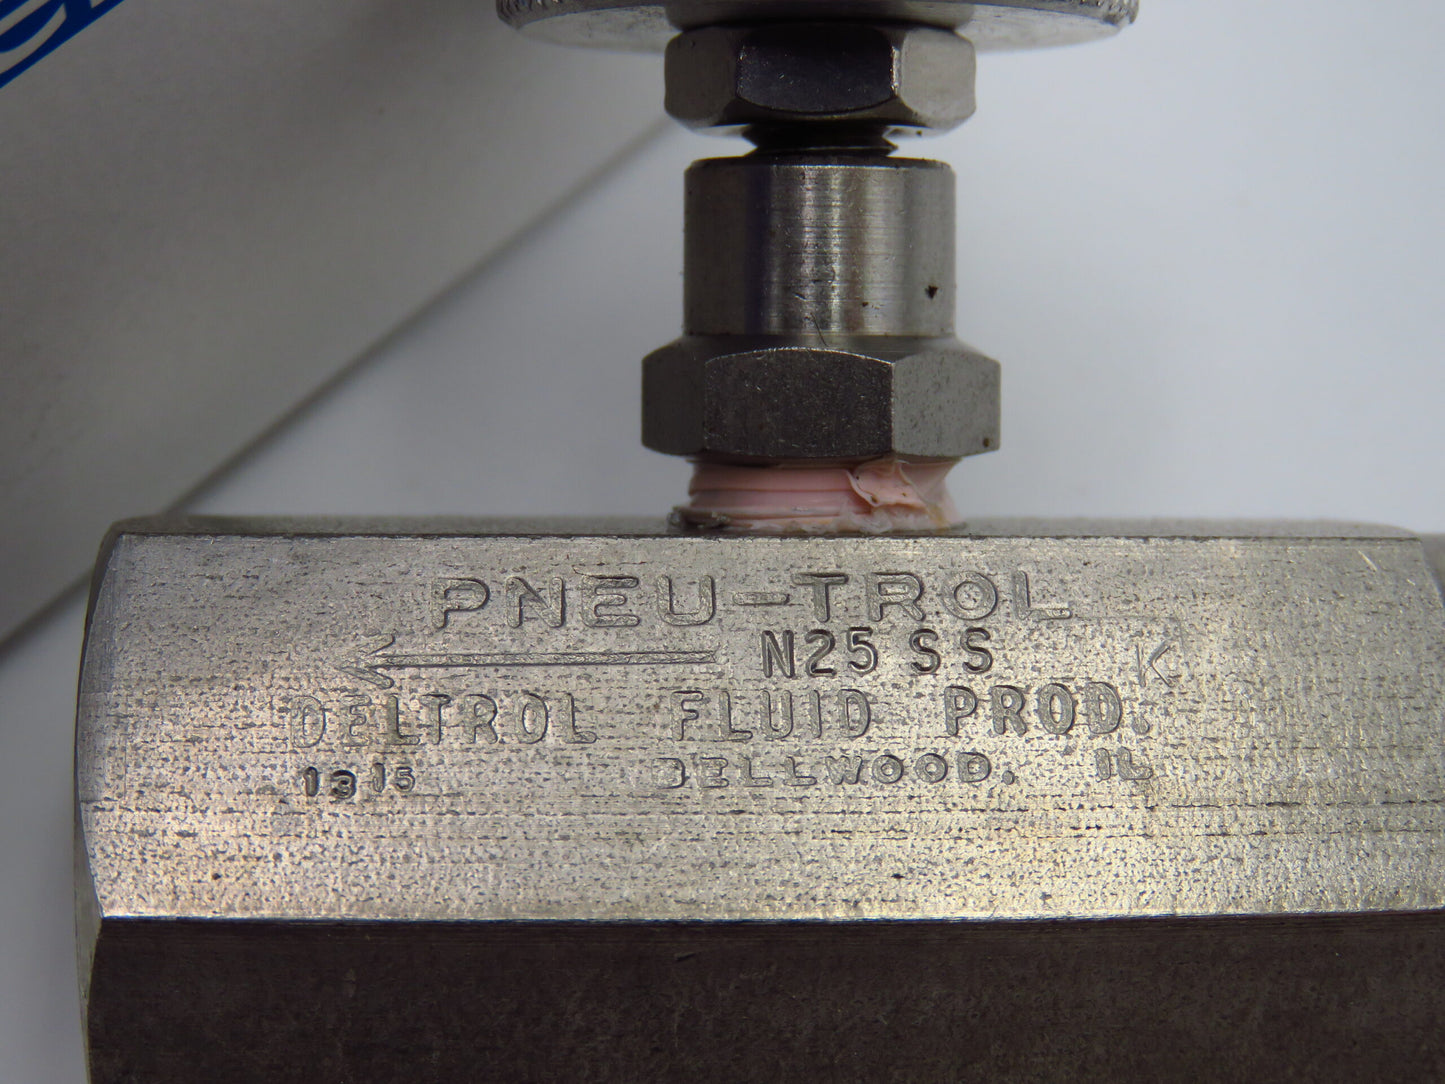 PNEU-TROL
N25 SS K
DELTROL FLUID PROD.
1315 BELLWOOD. IL